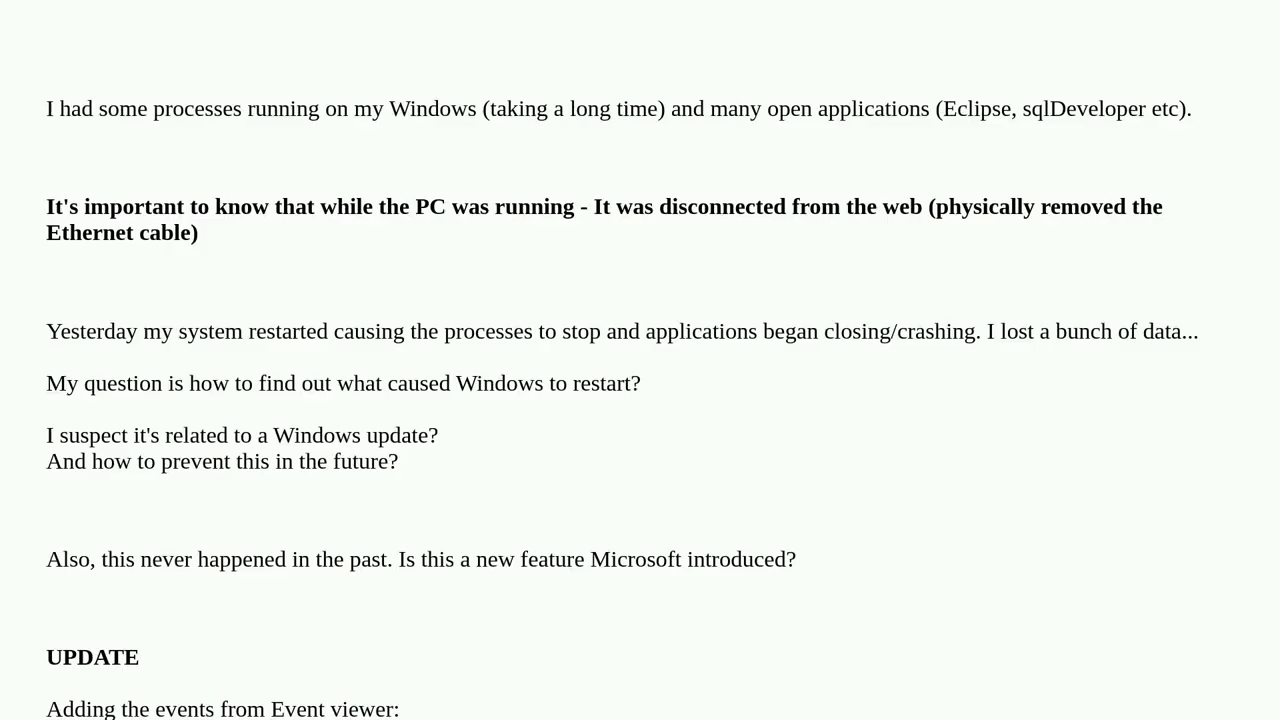 I had some processes running on my Windows (taking a long time) and many open applications (Eclipse, sqlDeveloper etc).
It's important to know that while the PC was running - It was disconnected from the web (physically removed the
Ethernet cable)
Yesterday my system restarted causing the processes to stop and applications began closing/crashing. I lost a bunch of data...
My question is how to find out what caused Windows to restart?
I suspect it's related to a Windows update?
And how to prevent this in the future?
Also, this never happened in the past. Is this a new feature Microsoft introduced?
UPDATE
Adding the events from Event viewer: